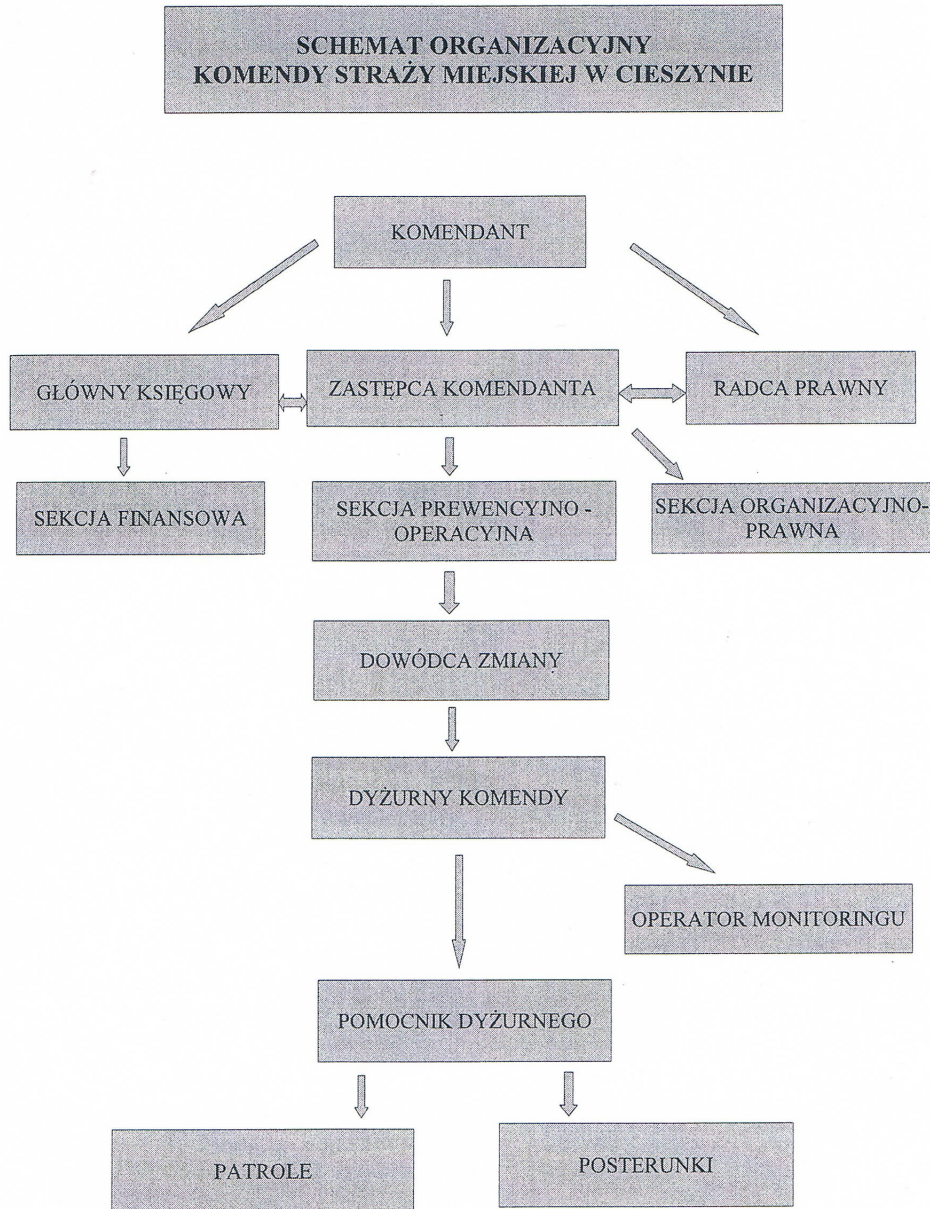 SCHEMAT ORGANIZACYJNY
KOMENDY STRAŻY MIEJSKIEJ W CIESZYNIE
KOMENDANT
GŁÓWNY KSIĘGOWY
ZASTĘPCA KOMENDANTA
RADCA PRAWNY
SEKCJA FINANSOWA
SEKCJA PREWENCYJNO -
OPERACYJNA
SEKCJA ORGANIZACYJNO-
PRAWNA
DOWÓDCA ZMIANY
DYŻURNY KOMENDY
OPERATOR MONITORINGU
POMOCNIK DYŻURNEGO
PATROLE
POSTERUNKI